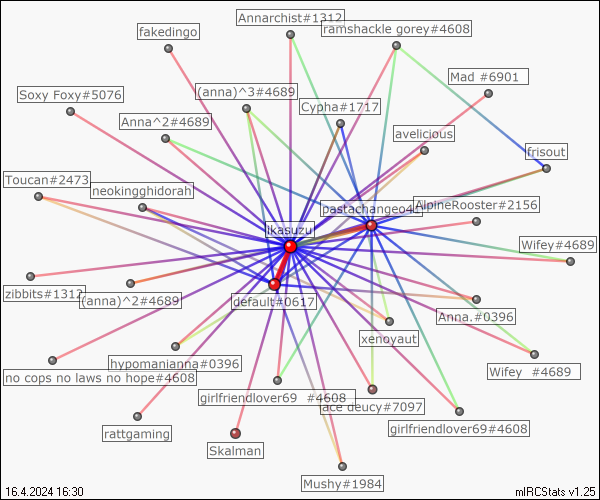 Annarchist#1312
fakedingo
ramshackle gorey#4608
Mad #6901
Soxy Foxy#5076
(anna)^3#4689
Cypha#1717
Anna^2#4689
avelicious
frisout
Toucan#2473
neokingghidorah
AlpineRooster#2156
ikasuzu
Wifey#4689
zibbits#1312
(anna)^2#4689
default#0617
Anna.#0396
xenoyaut
hypomanianna#0396
no cops no laws no hope#4608
Wifey #4689
girlfriendlover69 #4608
ace deucy#7097
rattgaming
girlfriendlover69#4608
Skalman
Mushy#1984
16.4.2024 16:30
mIRCStats v1.25